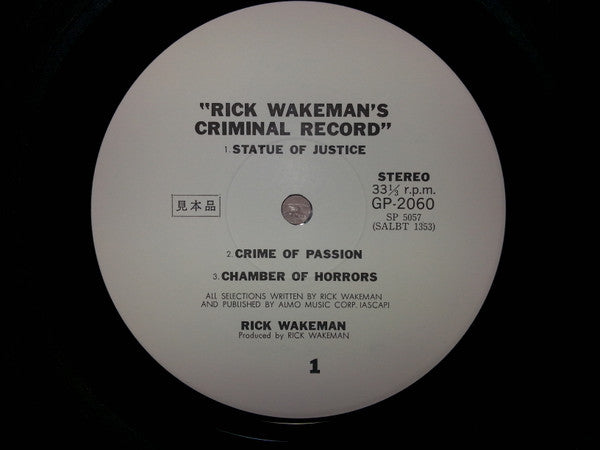 "RICK WAKEMAN'S
CRIMINAL RECORD"
1. STATUE OF JUSTICE
STEREO
33⅓ r.p.m.
見本品
GP-2060
SP 5057
(SALBT 1353)
2. CRIME OF PASSION
3. CHAMBER OF HORRORS
ALL SELECTIONS WRITTEN BY RICK WAKEMAN
AND PUBLISHED BY ALMO MUSIC CORP. (ASCAP)
RICK WAKEMAN
Produced by RICK WAKEMAN
1